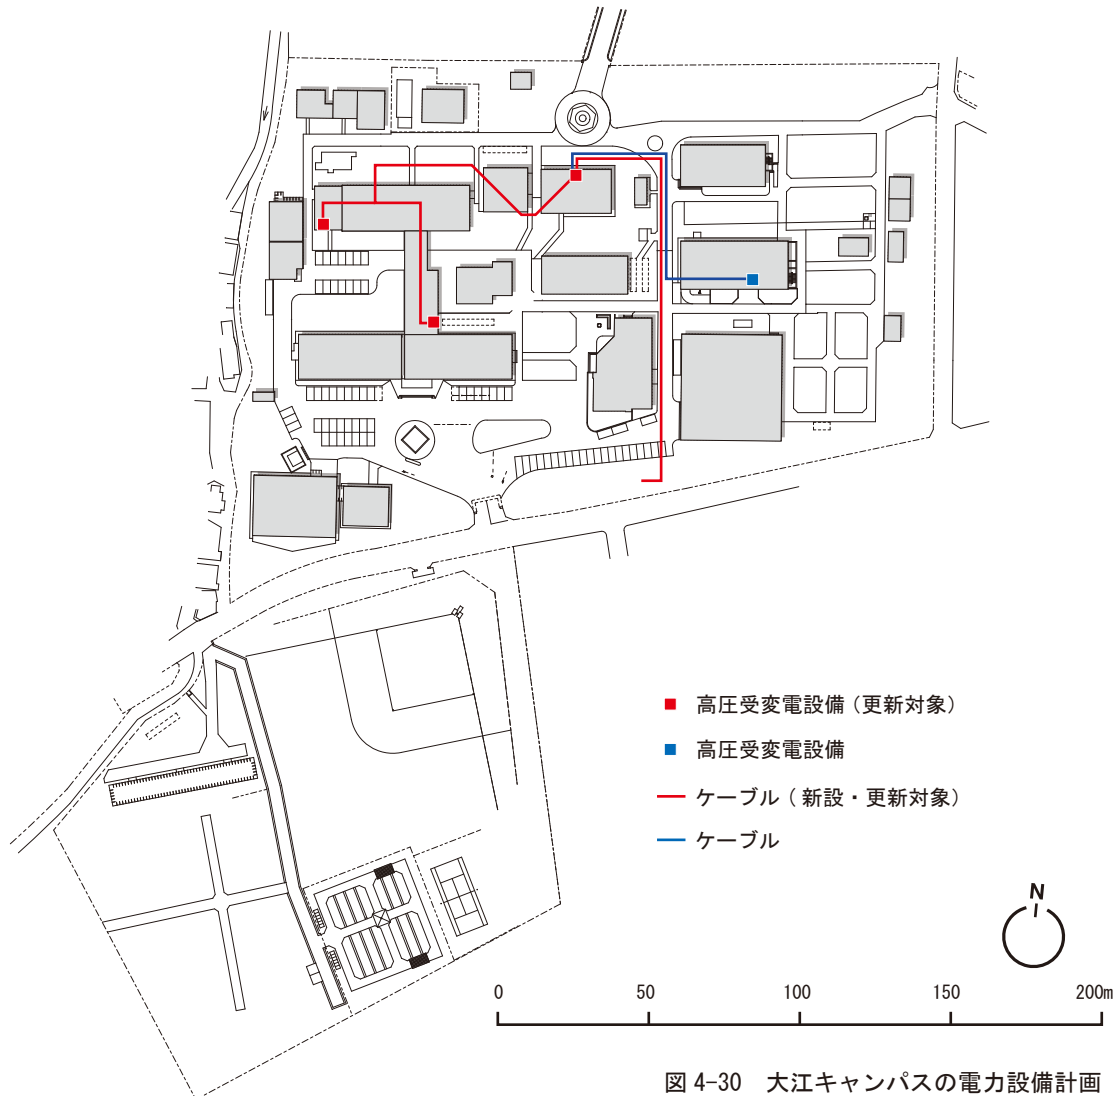 高圧受変電設備(更新対象)
高圧受変電設備
ケーブル(新設・更新対象)
ケーブル
N
0 50 100 150 200m
図 4-30 大江キャンパスの電力設備計画